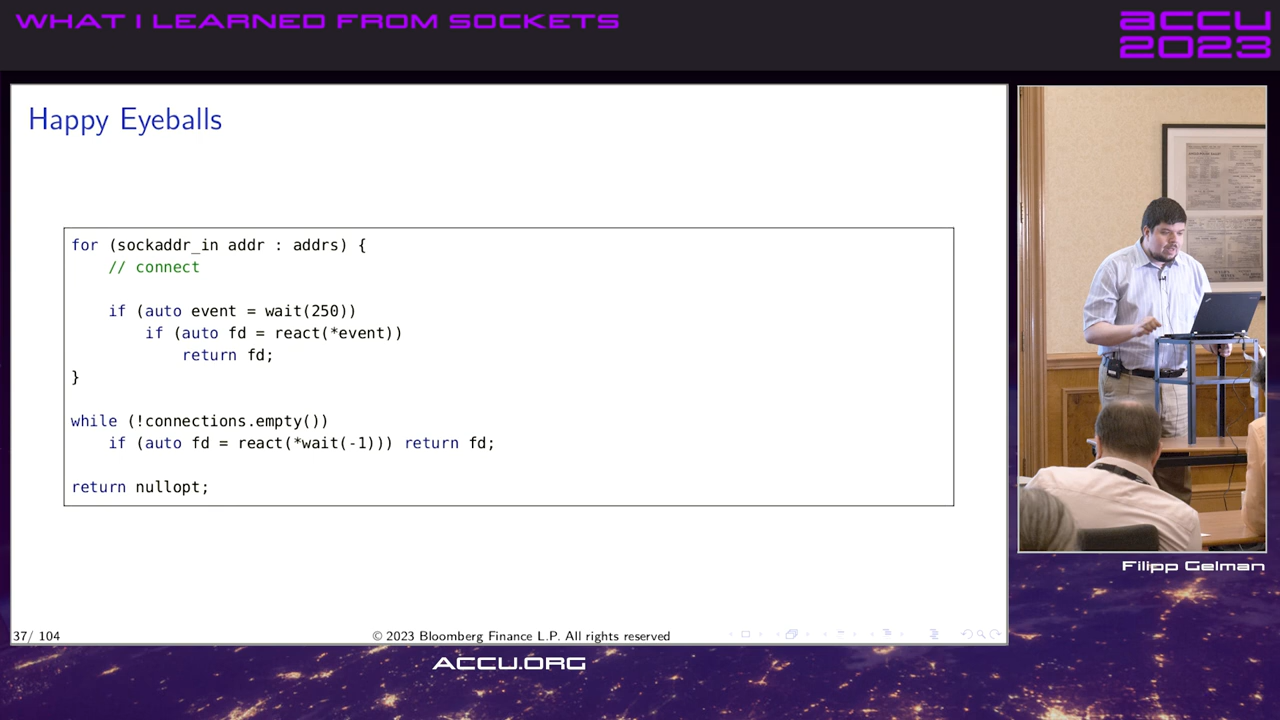 WHAT I LEARNED FROM SOCKETS
ACCU
2023
Happy Eyeballs
for (sockaddr_in addr : addrs) {
    // connect
    if (auto event = wait(250))
        if (auto fd = react(*event))
            return fd;
}
while (!connections.empty())
    if (auto fd = react(*wait(-1))) return fd;
return nullopt;
37/ 104
© 2023 Bloomberg Finance L.P. All rights reserved
Filipp Gelman
ACCU.ORG